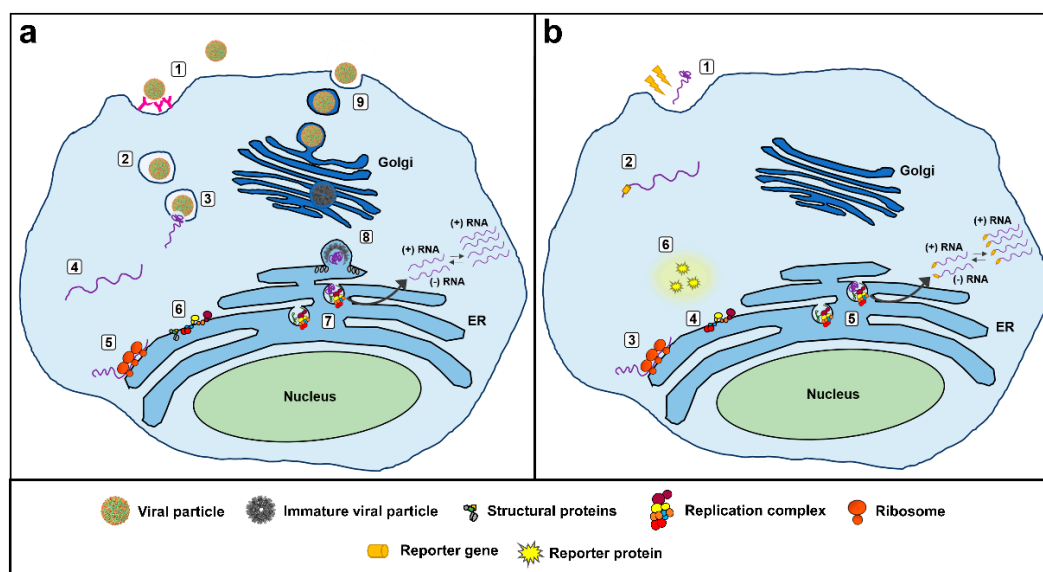 a
1
2
3
4
5
6
7
8
9
Golgi
(+) RNA
(+) RNA
(-) RNA
ER
Nucleus
b
1
2
3
4
5
6
Golgi
(+) RNA
(+) RNA
(-) RNA
ER
Nucleus
Viral particle
Immature viral particle
Structural proteins
Replication complex
Ribosome
Reporter gene
Reporter protein